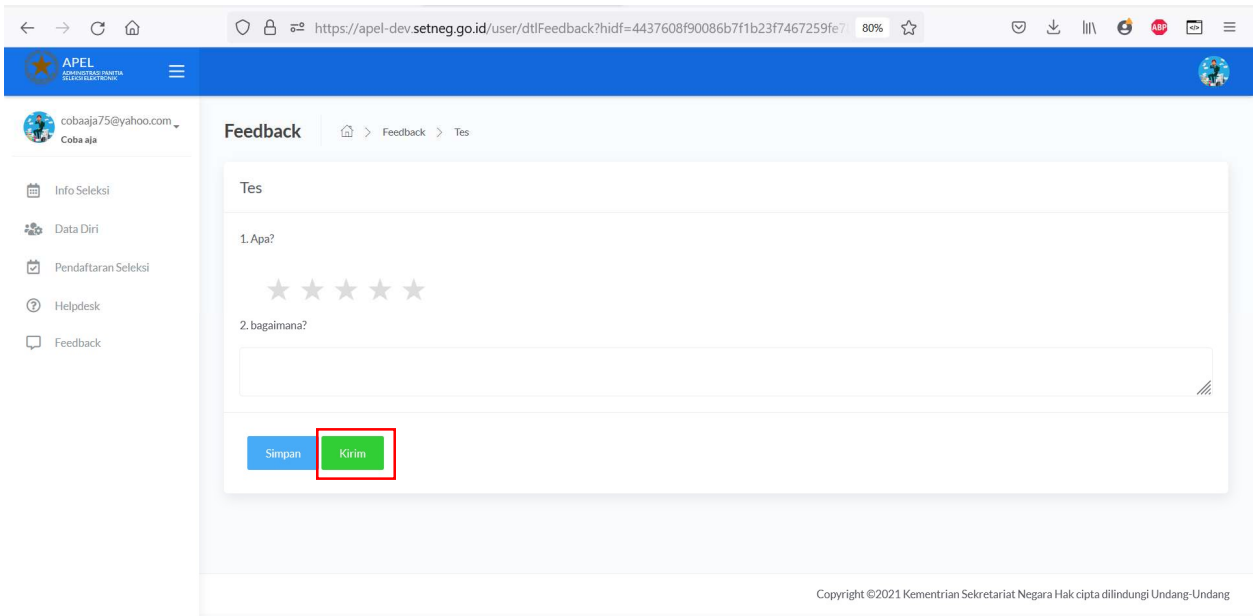 https://apel-dev.setneg.go.id/user/dtlFeedback?hidf=4437608f90086b7f1b23f7467259fe7
80%
ABP
APEL
ADMINISTRASI PANITIA
SELEKSI ELEKTRONIK
cobaaja75@yahoo.com
Coba aja
Info Seleksi
Data Diri
Pendaftaran Seleksi
Helpdesk
Feedback
Feedback
Feedback > Tes
Tes
1. Apa?
2. bagaimana?
Simpan
Kirim
Copyright ©2021 Kementrian Sekretariat Negara Hak cipta dilindungi Undang-Undang